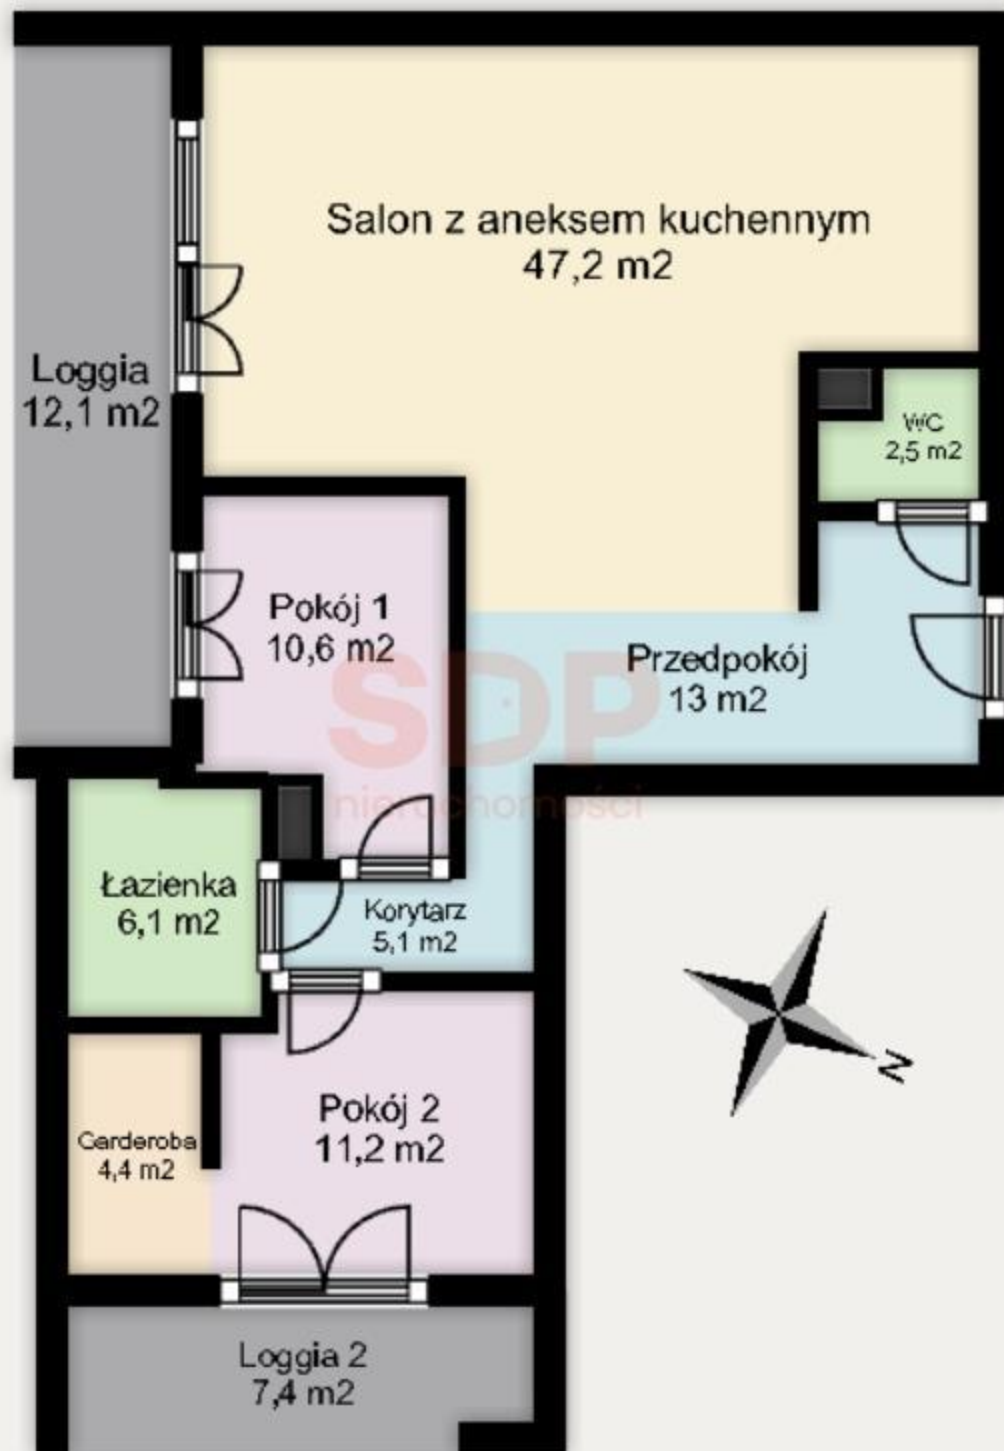 Salon z aneksem kuchennym
47,2 m2
Loggia
12,1 m2
WC
2,5 m2
Pokój 1
10,6 m2
Przedpokój
13 m2
SDP
nieruchomości
Łazienka
6,1 m2
Korytarz
5,1 m2
N
Pokój 2
11,2 m2
Garderoba
4,4 m2
Loggia 2
7,4 m2